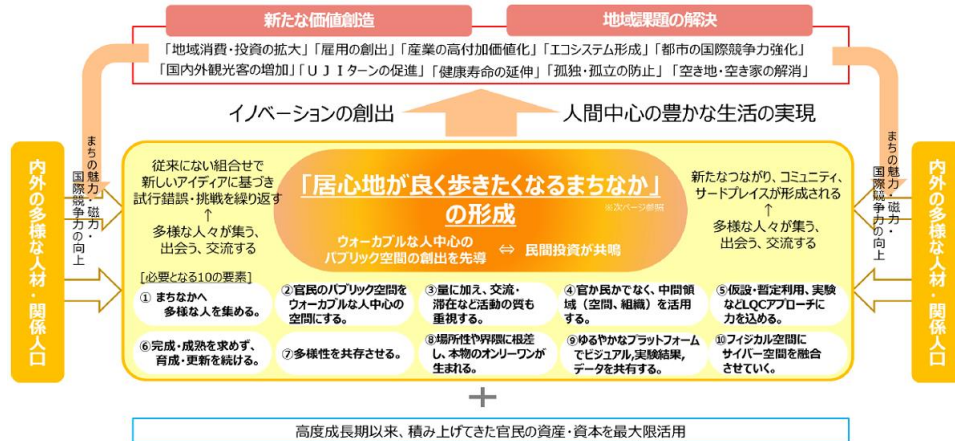 新たな価値創造
地域課題の解決
「地域消費・投資の拡大」「雇用の創出」「産業の高付加価値化」「エコシステム形成」「都市の国際競争力強化」
「国内外観光客の増加」「ＵＪＩターンの促進」「健康寿命の延伸」「孤独・孤立の防止」「空き地・空き家の解消」
イノベーションの創出
人間中心の豊かな生活の実現
内外の多様な人材・関係人口
まちの魅力・磁力・
国際競争力の向上
従来にない組合せで
新しいアイディアに基づき
試行錯誤・挑戦を繰り返す
↑
多様な人々が集う、
出会う、交流する
「居心地が良く歩きたくなるまちなか」
の形成
※次ページ参照
ウォーカブルな人中心の
パブリック空間の創出を先導
⇔
民間投資が共鳴
新たなつながり、コミュニティ、
サードプレイスが形成される
↑
多様な人々が集う、
出会う、交流する
まちの魅力・磁力・
国際競争力の向上
内外の多様な人材・関係人口
[必要となる10の要素]
① まちなかへ
多様な人を集める。
②官民のパブリック空間を
ウォーカブルな人中心の
空間にする。
③量に加え、交流・
滞在など活動の質も
重視する。
④官か民かでなく、中間領
域（空間、組織）を活用
する。
⑤仮設・暫定利用、実験
などLQCアプローチに
力を込める。
⑥完成・成熟を求めず、
育成・更新を続ける。
⑦多様性を共存させる。
⑧場所性や界隈に根差
し、本物のオンリーワンが
生まれる。
⑨ゆるやかなプラットフォーム
でビジュアル,実験結果,
データを共有する。
⑩フィジカル空間に
サイバー空間を融合
させていく。
+
高度成長期以来、積み上げてきた官民の資産・資本を最大限活用